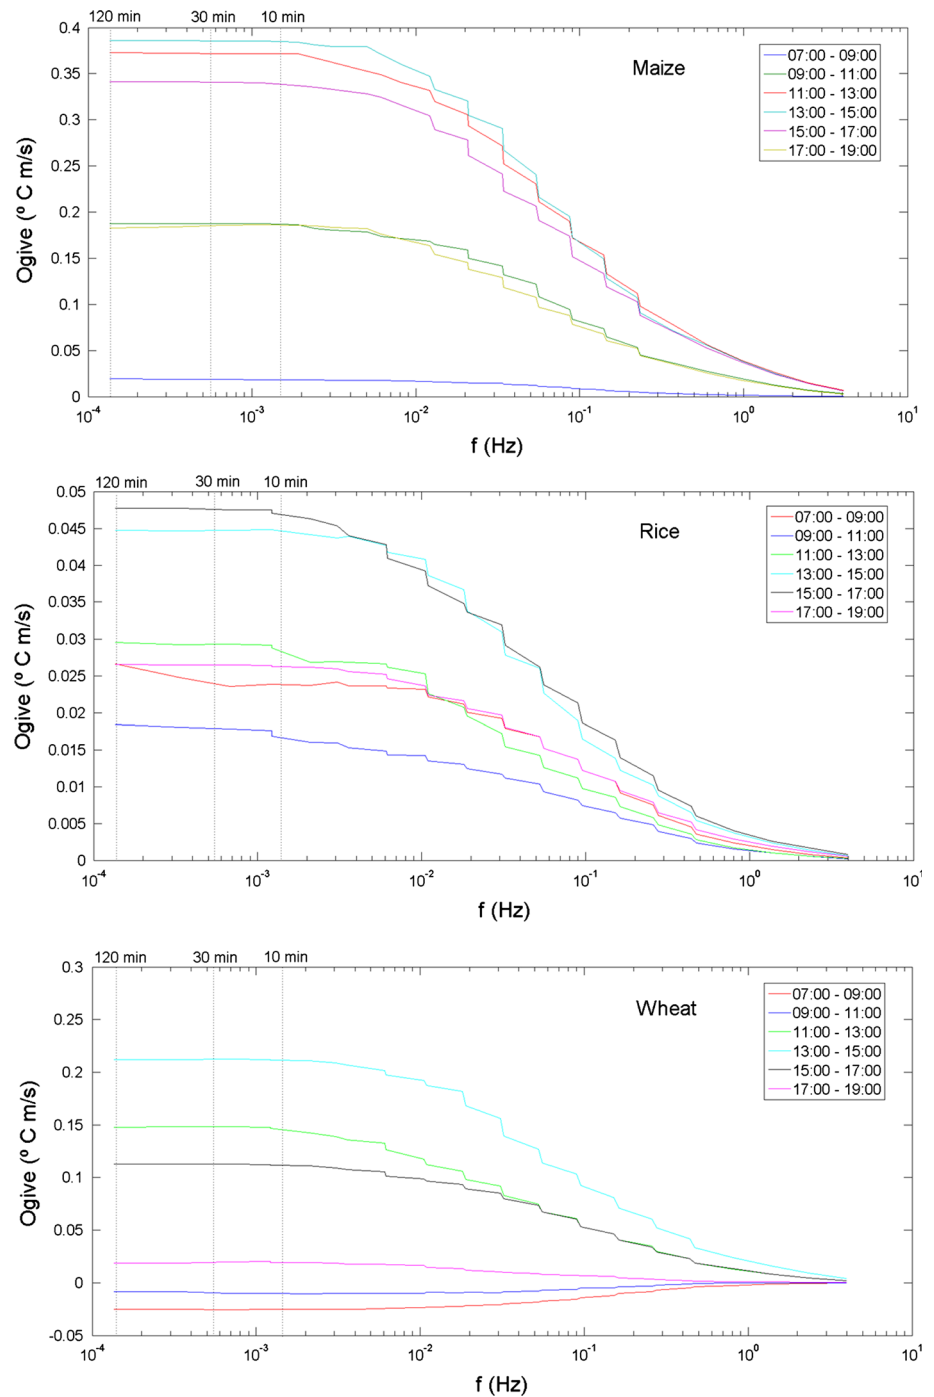 120 min 30 min 10 min
0.4
0.35
0.3
0.25
0.2
0.15
0.1
0.05
0
Ogive (º C m/s)
Maize
07:00 - 09:00
09:00 - 11:00
11:00 - 13:00
13:00 - 15:00
15:00 - 17:00
17:00 - 19:00
10⁻⁴ 10⁻³ 10⁻² 10⁻¹ 10⁰ 10¹
f (Hz)
120 min 30 min 10 min
0.05
0.045
0.04
0.035
0.03
0.025
0.02
0.015
0.01
0.005
0
Ogive (º C m/s)
Rice
07:00 - 09:00
09:00 - 11:00
11:00 - 13:00
13:00 - 15:00
15:00 - 17:00
17:00 - 19:00
10⁻⁴ 10⁻³ 10⁻² 10⁻¹ 10⁰ 10¹
f (Hz)
120 min 30 min 10 min
0.3
0.25
0.2
0.15
0.1
0.05
0
-0.05
Ogive (º C m/s)
Wheat
07:00 - 09:00
09:00 - 11:00
11:00 - 13:00
13:00 - 15:00
15:00 - 17:00
17:00 - 19:00
10⁻⁴ 10⁻³ 10⁻² 10⁻¹ 10⁰ 10¹
f (Hz)